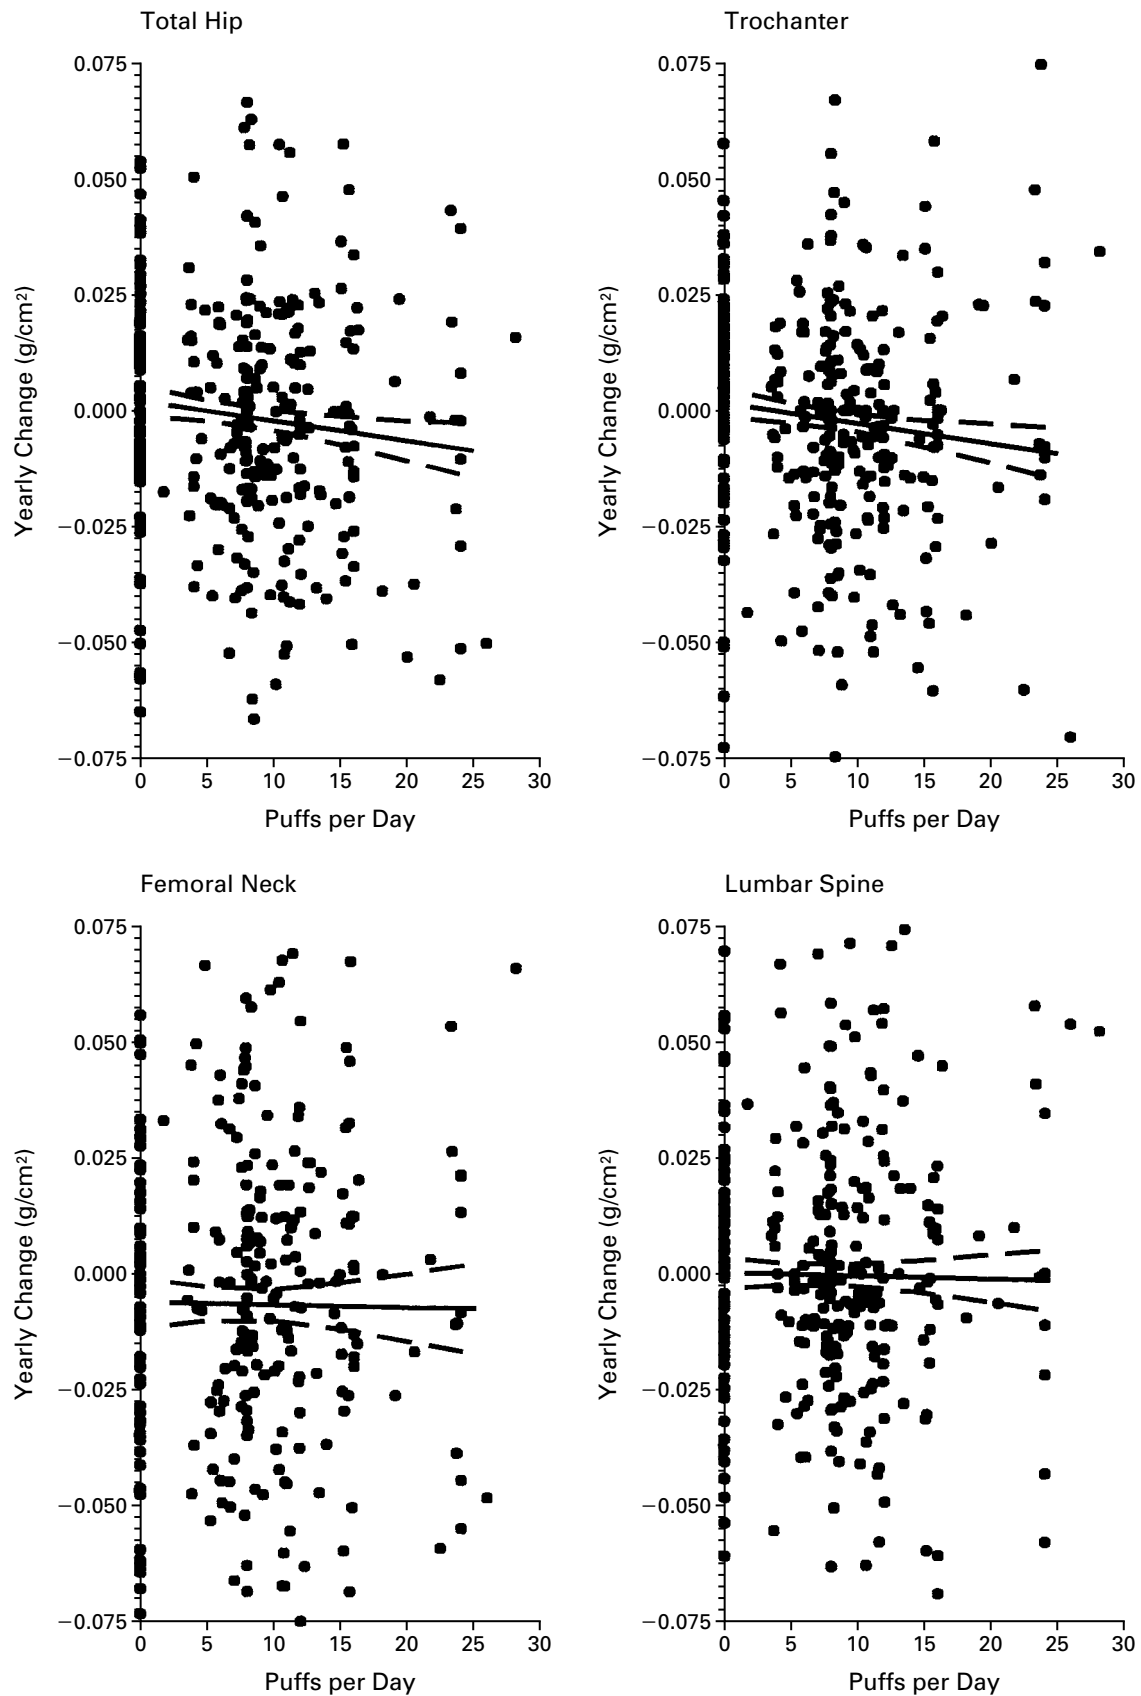 Total Hip
Yearly Change (g/cm²)
0.075
0.050
0.025
0.000
−0.025
−0.050
−0.075
0 5 10 15 20 25 30
Puffs per Day
Trochanter
Yearly Change (g/cm²)
0.075
0.050
0.025
0.000
−0.025
−0.050
−0.075
0 5 10 15 20 25 30
Puffs per Day
Femoral Neck
Yearly Change (g/cm²)
0.075
0.050
0.025
0.000
−0.025
−0.050
−0.075
0 5 10 15 20 25 30
Puffs per Day
Lumbar Spine
Yearly Change (g/cm²)
0.075
0.050
0.025
0.000
−0.025
−0.050
−0.075
0 5 10 15 20 25 30
Puffs per Day